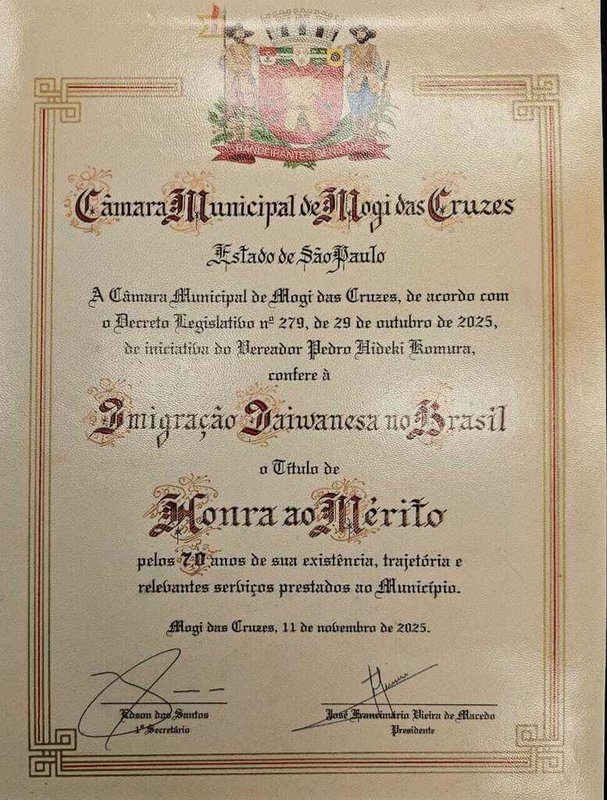 Câmara Municipal de Mogi das Cruzes
Estado de São Paulo
A Câmara Municipal de Mogi das Cruzes, de acordo com
o Decreto Legislativo nº 279, de 29 de outubro de 2025,
de iniciativa do Vereador Pedro Hideki Komura,
confere à
Imigração Taiwanesa no Brasil
o Título de
Honra ao Mérito
pelos 70 anos de sua existência, trajetória e
relevantes serviços prestados ao Município.
Mogi das Cruzes, 11 de novembro de 2025.
Edson dos Santos
1º Secretário
José Francimário Vieira de Macedo
Presidente